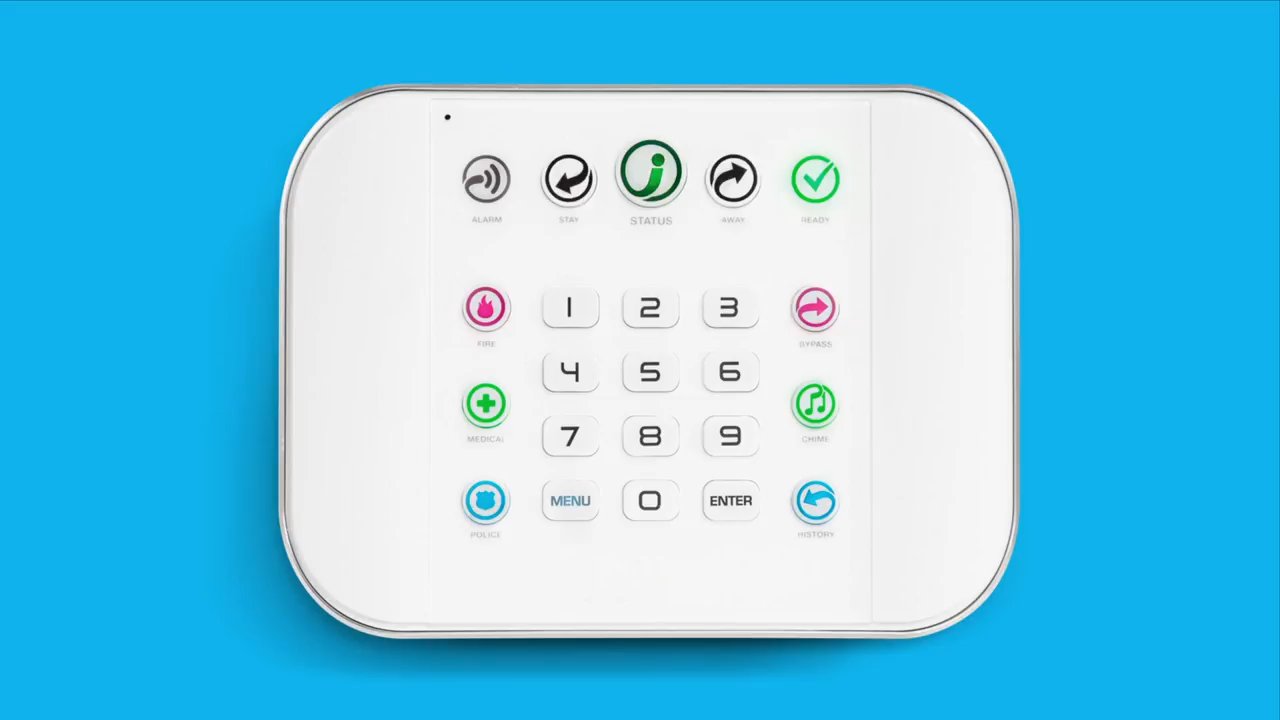 ALARM STAY STATUS AWAY READY
1 2 3
FIRE BYPASS
4 5 6
MEDICAL CHIME
7 8 9
MENU 0 ENTER
POLICE HISTORY